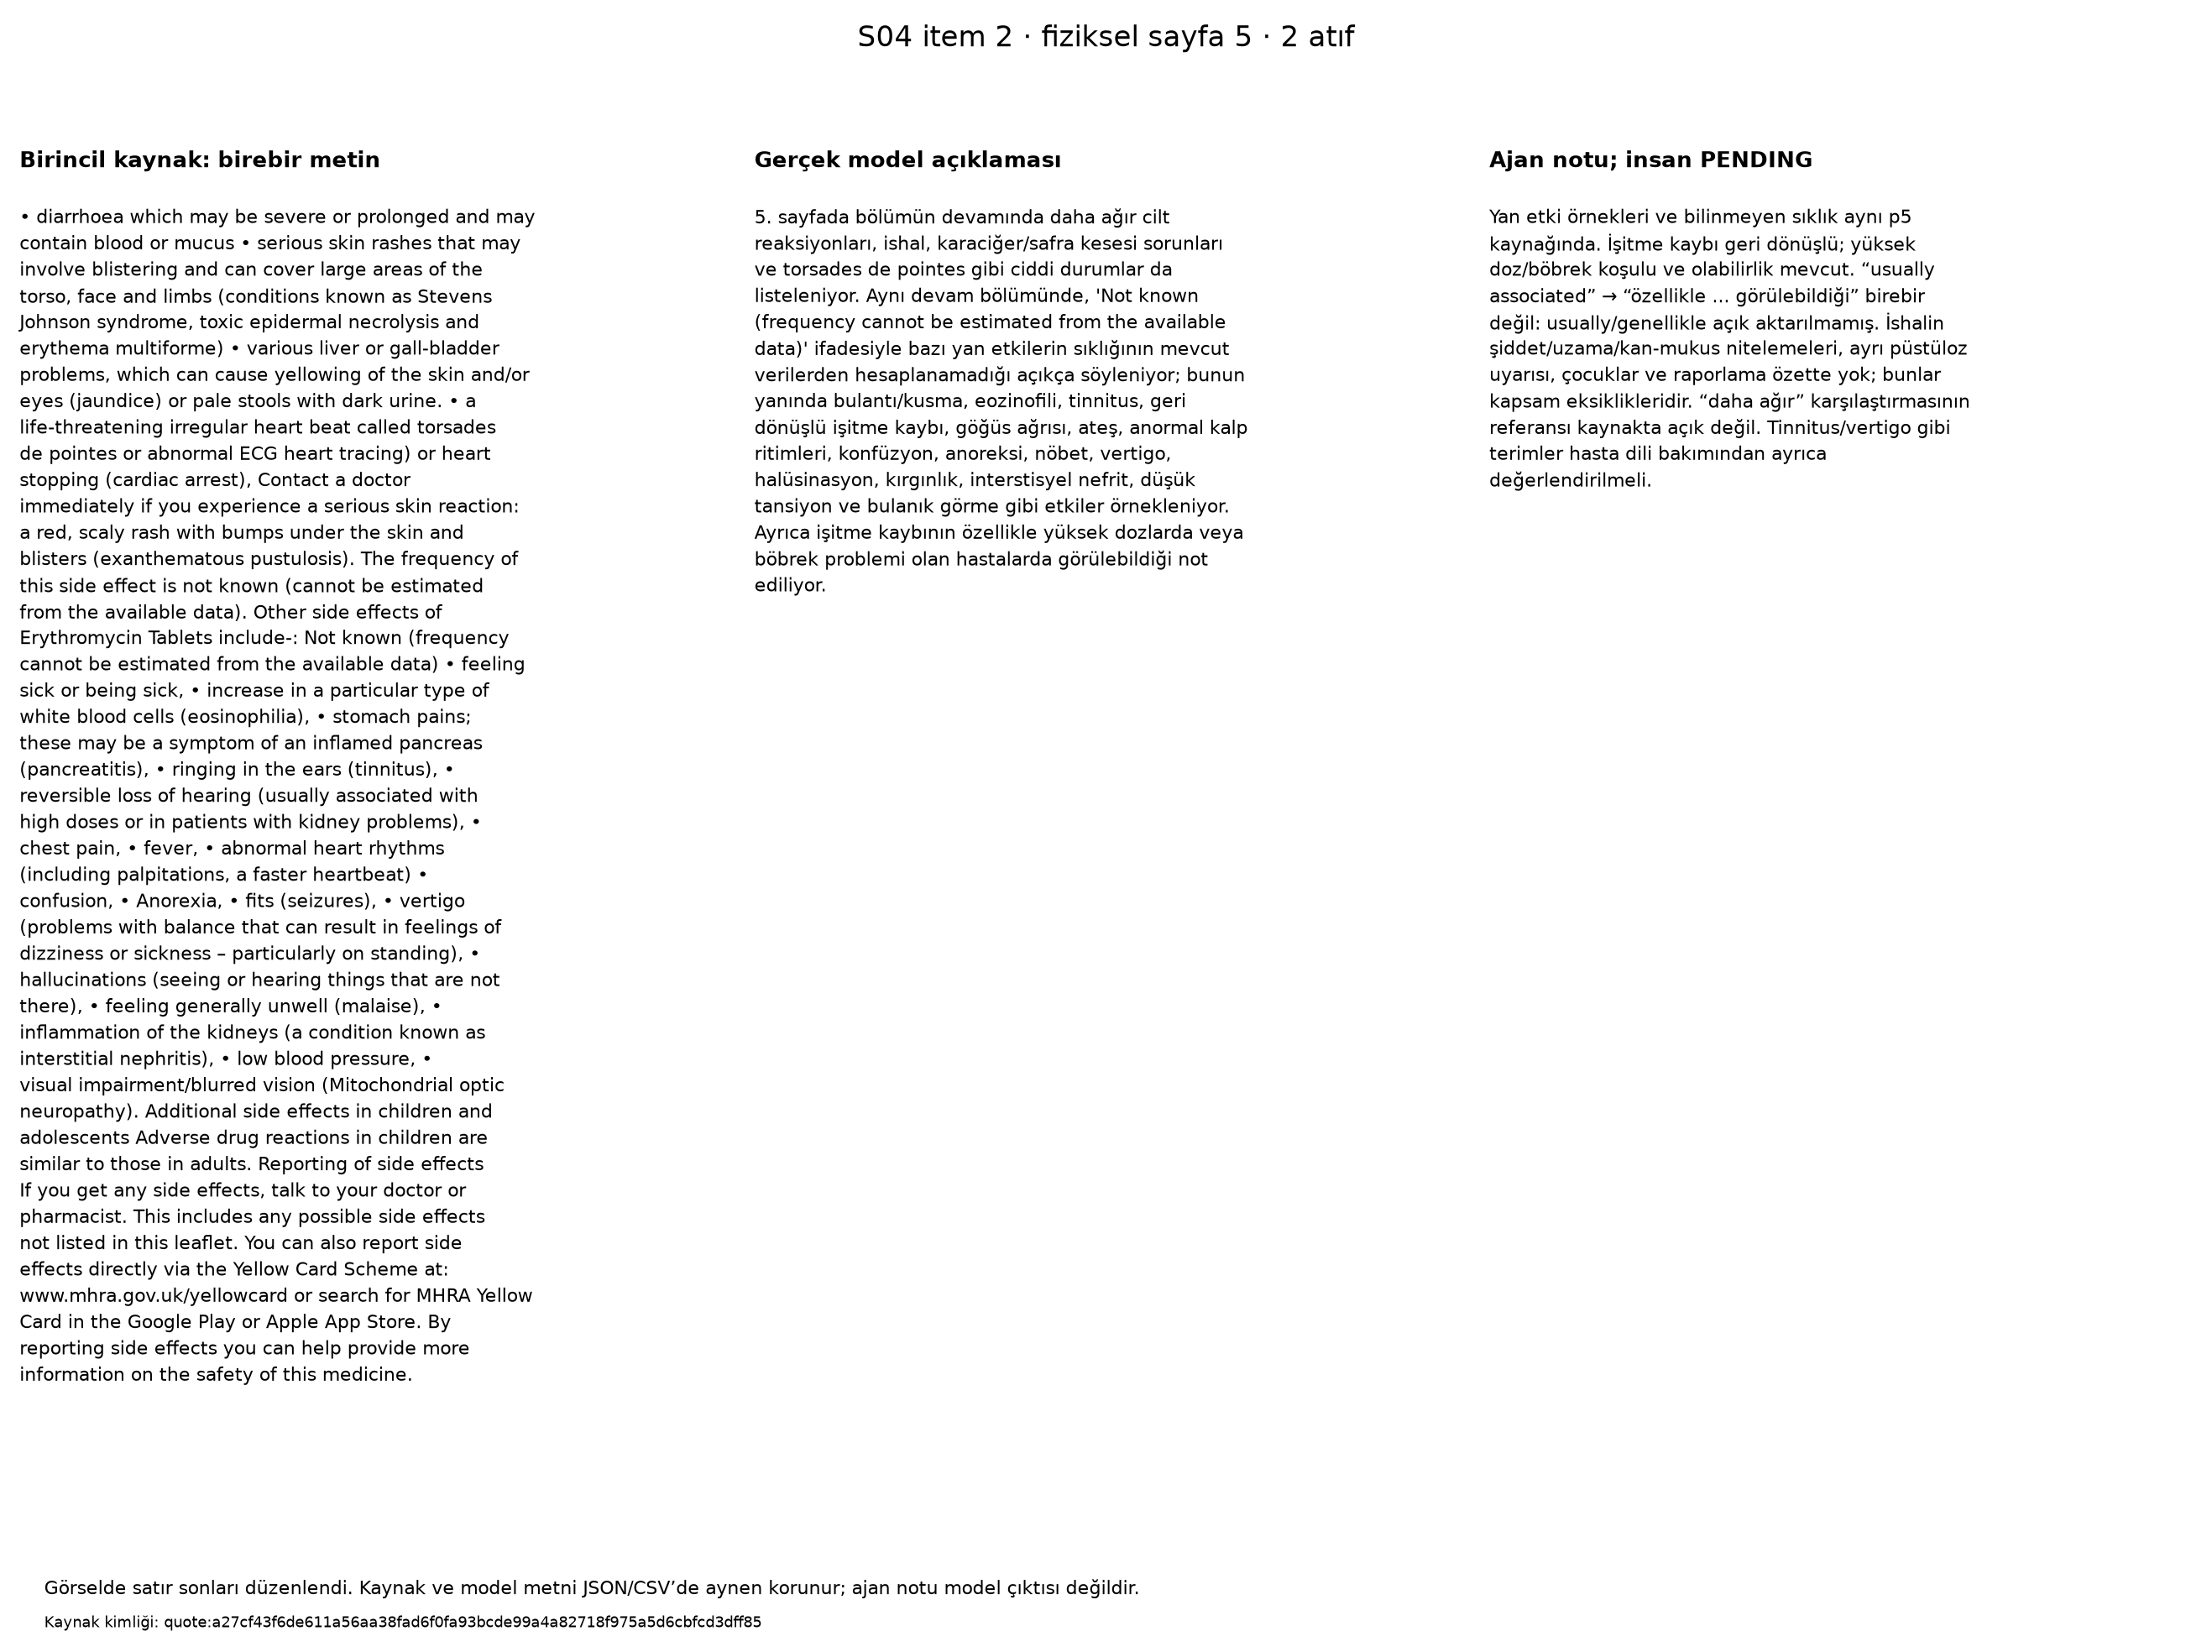 S04 item 2 · fiziksel sayfa 5 · 2 atıf
Birincil kaynak: birebir metin
• diarrhoea which may be severe or prolonged and may
contain blood or mucus • serious skin rashes that may
involve blistering and can cover large areas of the
torso, face and limbs (conditions known as Stevens
Johnson syndrome, toxic epidermal necrolysis and
erythema multiforme) • various liver or gall-bladder
problems, which can cause yellowing of the skin and/or
eyes (jaundice) or pale stools with dark urine. • a
life-threatening irregular heart beat called torsades
de pointes or abnormal ECG heart tracing) or heart
stopping (cardiac arrest), Contact a doctor
immediately if you experience a serious skin reaction:
a red, scaly rash with bumps under the skin and
blisters (exanthematous pustulosis). The frequency of
this side effect is not known (cannot be estimated
from the available data). Other side effects of
Erythromycin Tablets include-: Not known (frequency
cannot be estimated from the available data) • feeling
sick or being sick, • increase in a particular type of
white blood cells (eosinophilia), • stomach pains;
these may be a symptom of an inflamed pancreas
(pancreatitis), • ringing in the ears (tinnitus), •
reversible loss of hearing (usually associated with
high doses or in patients with kidney problems), •
chest pain, • fever, • abnormal heart rhythms
(including palpitations, a faster heartbeat) •
confusion, • Anorexia, • fits (seizures), • vertigo
(problems with balance that can result in feelings of
dizziness or sickness – particularly on standing), •
hallucinations (seeing or hearing things that are not
there), • feeling generally unwell (malaise), •
inflammation of the kidneys (a condition known as
interstitial nephritis), • low blood pressure, •
visual impairment/blurred vision (Mitochondrial optic
neuropathy). Additional side effects in children and
adolescents Adverse drug reactions in children are
similar to those in adults. Reporting of side effects
If you get any side effects, talk to your doctor or
pharmacist. This includes any possible side effects
not listed in this leaflet. You can also report side
effects directly via the Yellow Card Scheme at:
www.mhra.gov.uk/yellowcard or search for MHRA Yellow
Card in the Google Play or Apple App Store. By
reporting side effects you can help provide more
information on the safety of this medicine.
Gerçek model açıklaması
5. sayfada bölümün devamında daha ağır cilt
reaksiyonları, ishal, karaciğer/safra kesesi sorunları
ve torsades de pointes gibi ciddi durumlar da
listeleniyor. Aynı devam bölümünde, 'Not known
(frequency cannot be estimated from the available
data)' ifadesiyle bazı yan etkilerin sıklığının mevcut
verilerden hesaplanamadığı açıkça söyleniyor; bunun
yanında bulantı/kusma, eozinofili, tinnitus, geri
dönüşlü işitme kaybı, göğüs ağrısı, ateş, anormal kalp
ritimleri, konfüzyon, anoreksi, nöbet, vertigo,
halüsinasyon, kırgınlık, interstisyel nefrit, düşük
tansiyon ve bulanık görme gibi etkiler örnekleniyor.
Ayrıca işitme kaybının özellikle yüksek dozlarda veya
böbrek problemi olan hastalarda görülebildiği not
ediliyor.
Ajan notu; insan PENDING
Yan etki örnekleri ve bilinmeyen sıklık aynı p5
kaynağında. İşitme kaybı geri dönüşlü; yüksek
doz/böbrek koşulu ve olabilirlik mevcut. “usually
associated” → “özellikle … görülebildiği” birebir
değil: usually/genellikle açık aktarılmamış. İshalin
şiddet/uzama/kan-mukus nitelemeleri, ayrı püstüloz
uyarısı, çocuklar ve raporlama özette yok; bunlar
kapsam eksiklikleridir. “daha ağır” karşılaştırmasının
referansı kaynakta açık değil. Tinnitus/vertigo gibi
terimler hasta dili bakımından ayrıca
değerlendirilmeli.
Görselde satır sonları düzenlendi. Kaynak ve model metni JSON/CSV’de aynen korunur; ajan notu model çıktısı değildir.
Kaynak kimliği: quote:a27cf43f6de611a56aa38fad6f0fa93bcde99a4a82718f975a5d6cbfcd3dff85